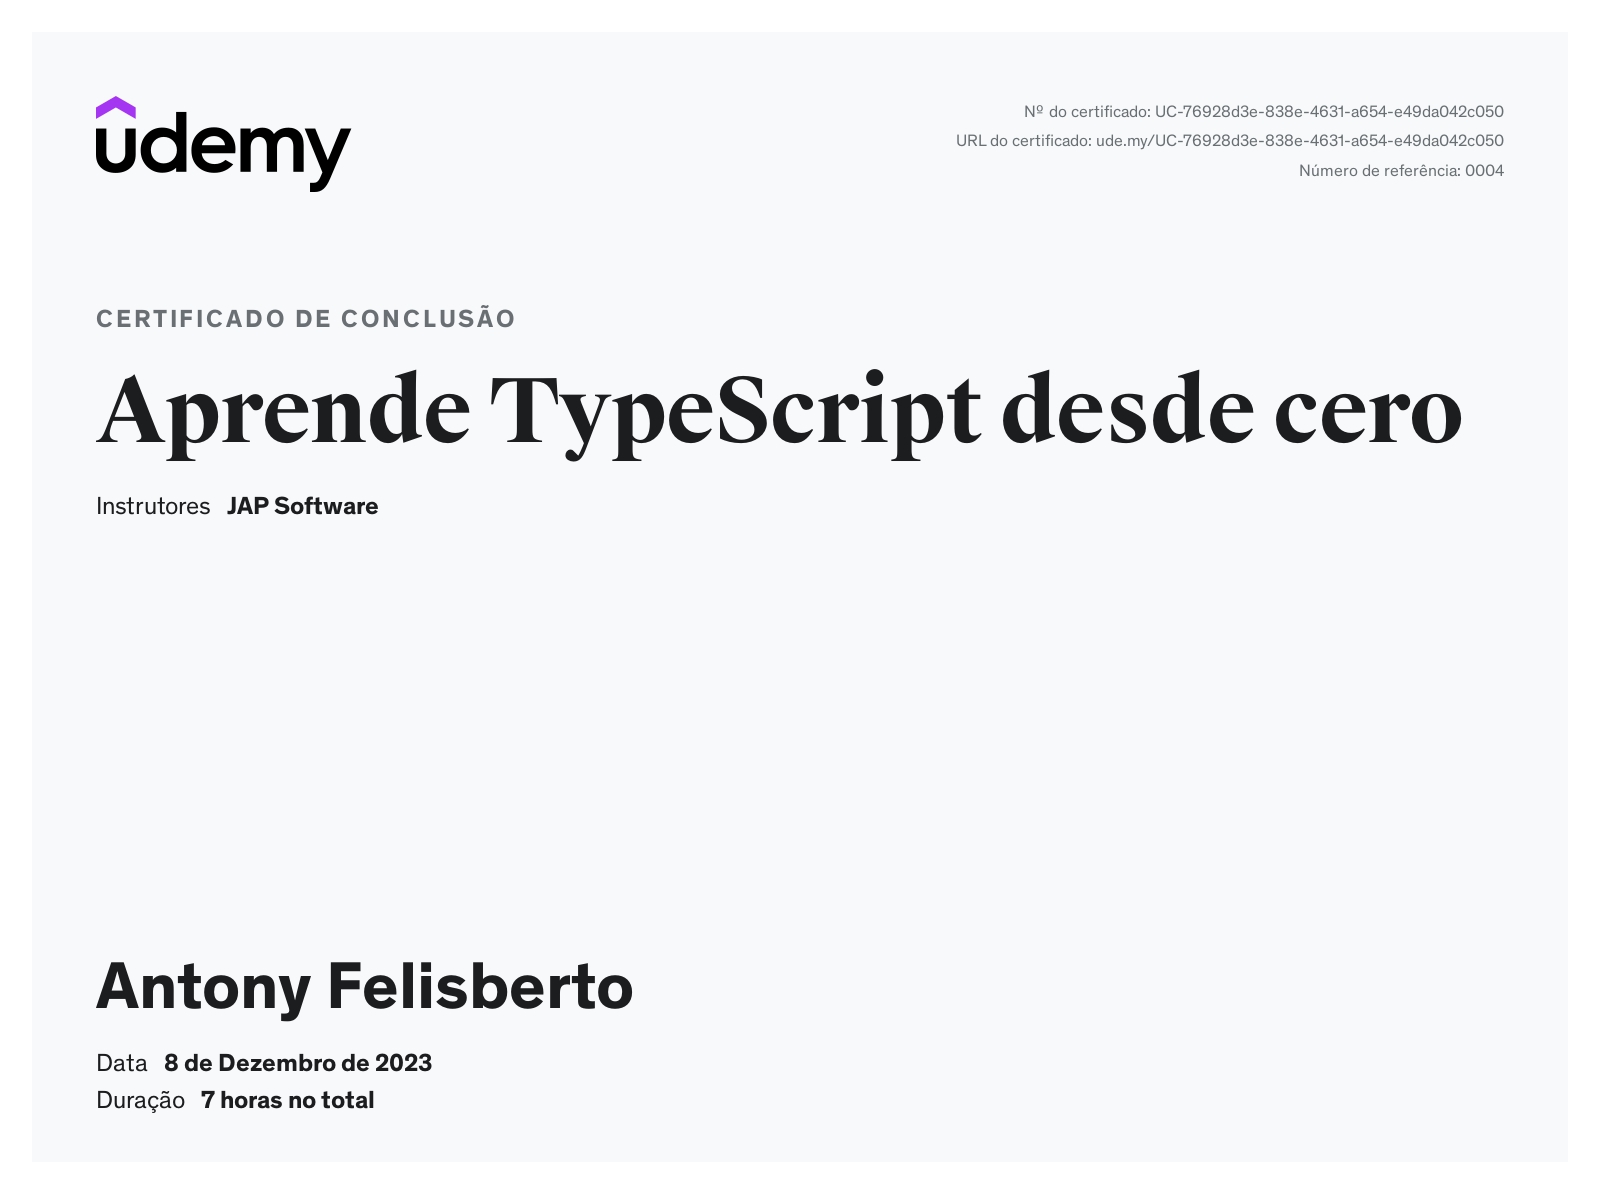 udemy
Nº do certificado: UC-76928d3e-838e-4631-a654-e49da042c050
URL do certificado: ude.my/UC-76928d3e-838e-4631-a654-e49da042c050
Número de referência: 0004
CERTIFICADO DE CONCLUSÃO
Aprende TypeScript desde cero
Instrutores JAP Software
Antony Felisberto
Data 8 de Dezembro de 2023
Duração 7 horas no total